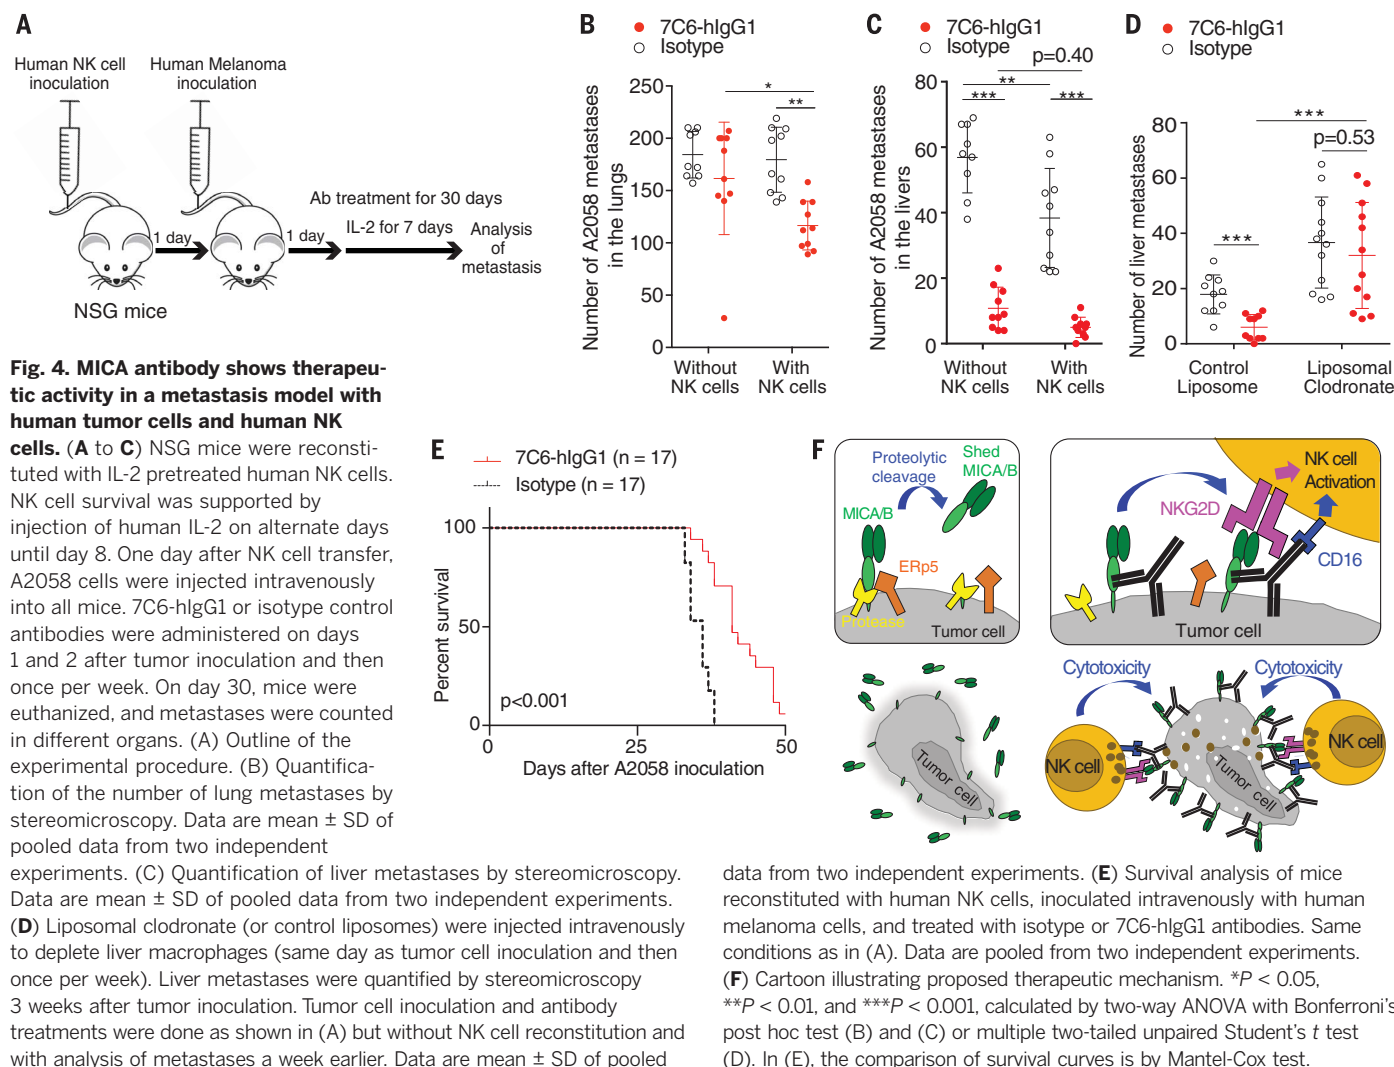 A
Human NK cell
inoculation
Human Melanoma
inoculation
1 day
1 day
Ab treatment for 30 days
IL-2 for 7 days
Analysis
of
metastasis
NSG mice
B
7C6-hIgG1
Isotype
Number of A2058 metastases
in the lungs
250
200
150
100
50
0
*
**
Without
NK cells
With
NK cells
C
7C6-hIgG1
Isotype
Number of A2058 metastases
in the livers
80
60
40
20
0
p=0.40
**
***
***
Without
NK cells
With
NK cells
D
7C6-hIgG1
Isotype
Number of liver metastases
80
60
40
20
0
***
p=0.53
***
Control
Liposome
Liposomal
Clodronate
Fig. 4. MICA antibody shows therapeu-
tic activity in a metastasis model with
human tumor cells and human NK
cells. (A to C) NSG mice were reconsti-
tuted with IL-2 pretreated human NK cells.
NK cell survival was supported by
injection of human IL-2 on alternate days
until day 8. One day after NK cell transfer,
A2058 cells were injected intravenously
into all mice. 7C6-hIgG1 or isotype control
antibodies were administered on days
1 and 2 after tumor inoculation and then
once per week. On day 30, mice were
euthanized, and metastases were counted
in different organs. (A) Outline of the
experimental procedure. (B) Quantifica-
tion of the number of lung metastases by
stereomicroscopy. Data are mean ± SD of
pooled data from two independent
experiments. (C) Quantification of liver metastases by stereomicroscopy.
Data are mean ± SD of pooled data from two independent experiments.
(D) Liposomal clodronate (or control liposomes) were injected intravenously
to deplete liver macrophages (same day as tumor cell inoculation and then
once per week). Liver metastases were quantified by stereomicroscopy
3 weeks after tumor inoculation. Tumor cell inoculation and antibody
treatments were done as shown in (A) but without NK cell reconstitution and
with analysis of metastases a week earlier. Data are mean ± SD of pooled
E
7C6-hIgG1 (n = 17)
Isotype (n = 17)
Percent survival
100
50
0
p<0.001
0
25
50
Days after A2058 inoculation
F
Proteolytic
cleavage
Shed
MICA/B
MICA/B
ERp5
Protease
Tumor cell
NKG2D
NK cell
Activation
CD16
Tumor cell
Tumor cell
Cytotoxicity
Cytotoxicity
NK cell
Tumor cell
NK cell
data from two independent experiments. (E) Survival analysis of mice
reconstituted with human NK cells, inoculated intravenously with human
melanoma cells, and treated with isotype or 7C6-hIgG1 antibodies. Same
conditions as in (A). Data are pooled from two independent experiments.
(F) Cartoon illustrating proposed therapeutic mechanism. *P < 0.05,
**P < 0.01, and ***P < 0.001, calculated by two-way ANOVA with Bonferroni's
post hoc test (B) and (C) or multiple two-tailed unpaired Student's t test
(D). In (E), the comparison of survival curves is by Mantel-Cox test.